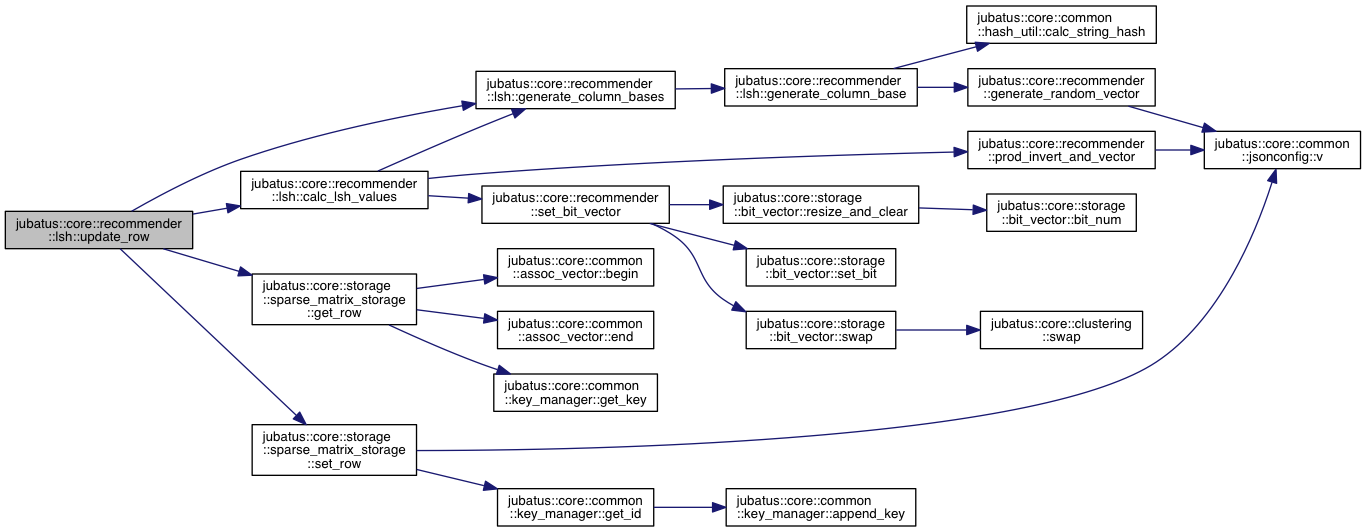 jubatus::core::common
::hash_util::calc_string_hash
jubatus::core::recommender
::lsh::generate_column_bases
jubatus::core::recommender
::lsh::generate_column_base
jubatus::core::recommender
::generate_random_vector
jubatus::core::recommender
::prod_invert_and_vector
jubatus::core::common
::jsonconfig::v
jubatus::core::recommender
::lsh::calc_lsh_values
jubatus::core::recommender
::set_bit_vector
jubatus::core::storage
::bit_vector::resize_and_clear
jubatus::core::storage
::bit_vector::bit_num
jubatus::core::recommender
::lsh::update_row
jubatus::core::common
::assoc_vector::begin
jubatus::core::storage
::bit_vector::set_bit
jubatus::core::storage
::sparse_matrix_storage
::get_row
jubatus::core::common
::assoc_vector::end
jubatus::core::storage
::bit_vector::swap
jubatus::core::clustering
::swap
jubatus::core::common
::key_manager::get_key
jubatus::core::storage
::sparse_matrix_storage
::set_row
jubatus::core::common
::key_manager::get_id
jubatus::core::common
::key_manager::append_key